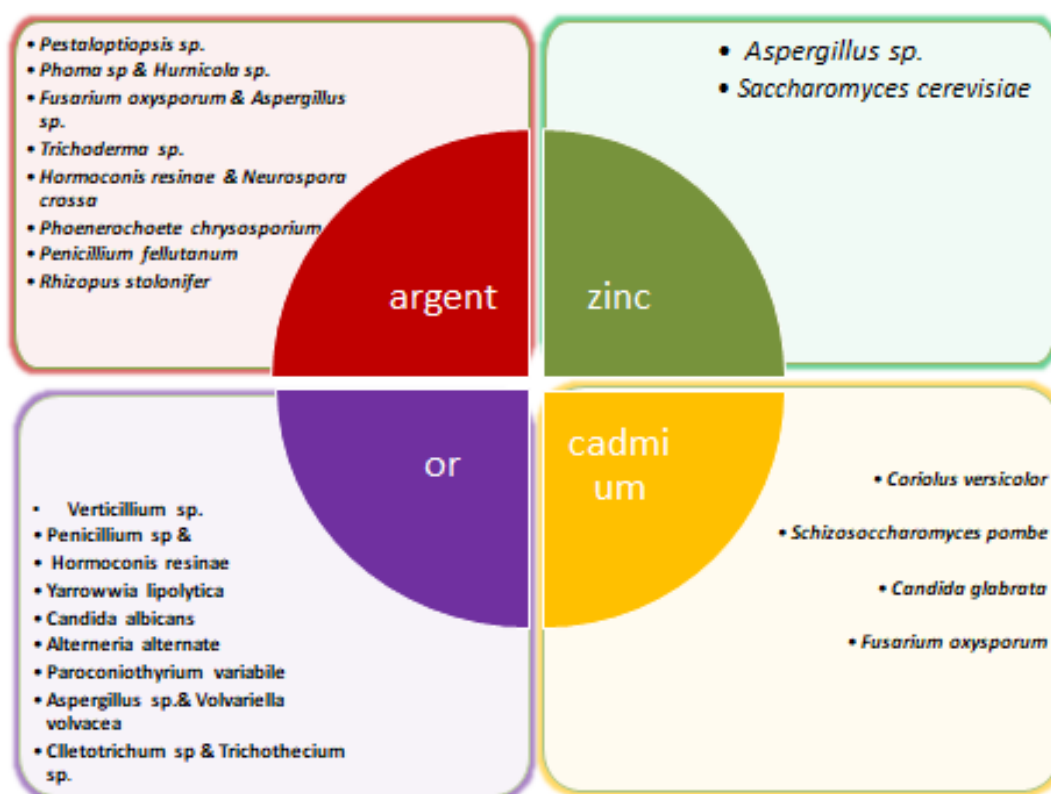 • Pestaloptiopsis sp.
• Phoma sp & Hurnicola sp.
• Fusarium oxysporum & Aspergillus
sp.
• Trichoderma sp.
• Hormoconis resinae & Neurospora
crossa
• Phoenerochoete chrysosporium
• Penicillium fellutanum
• Rhizopus stolonifer
• Aspergillus sp.
• Saccharomyces cerevisiae
argent
zinc
or
cadmi
um
• Verticillium sp.
• Penicillium sp &
• Hormoconis resinae
• Yarrowwia lipolytica
• Candida albicans
• Alterneria alternate
• Paroconiothyrium variabile
• Aspergillus sp.& Volvariella
volvacea
• Clletotrichum sp & Trichothecium
sp.
• Coriolus versicolor
• Schizosoccharomyces pombe
• Candida glabrata
• Fusarium oxysporum